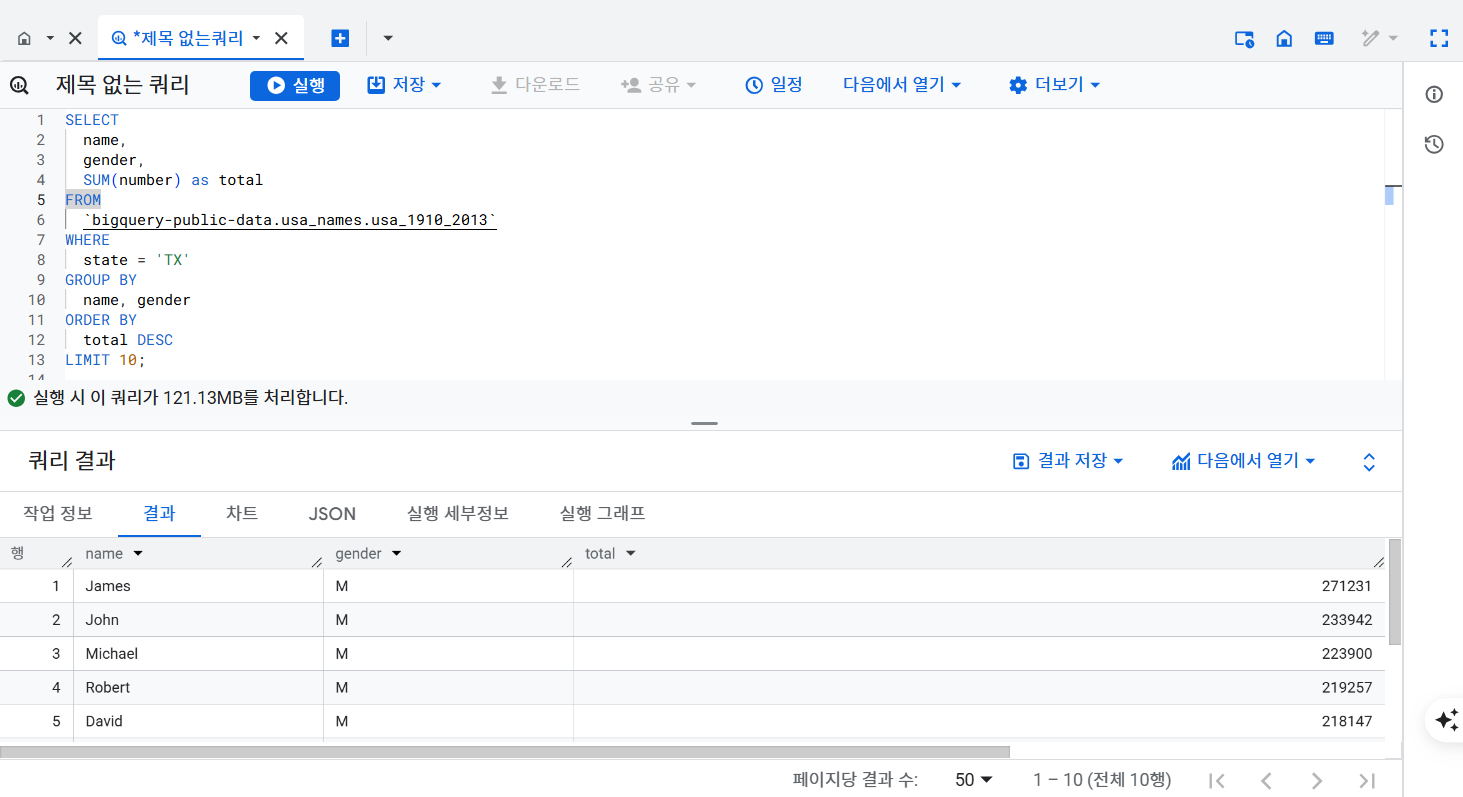 *제목 없는쿼리
제목 없는 쿼리 실행 저장 다운로드 공유 일정 다음에서 열기 더보기
1 SELECT
2 name,
3 gender,
4 SUM(number) as total
5 FROM
6 `bigquery-public-data.usa_names.usa_1910_2013`
7 WHERE
8 state = 'TX'
9 GROUP BY
10 name, gender
11 ORDER BY
12 total DESC
13 LIMIT 10;
14
실행 시 이 쿼리가 121.13MB를 처리합니다.
쿼리 결과 결과 저장 다음에서 열기
작업 정보 결과 차트 JSON 실행 세부정보 실행 그래프
행 name gender total
1 James M 271231
2 John M 233942
3 Michael M 223900
4 Robert M 219257
5 David M 218147
페이지당 결과 수: 50 1 – 10 (전체 10행)